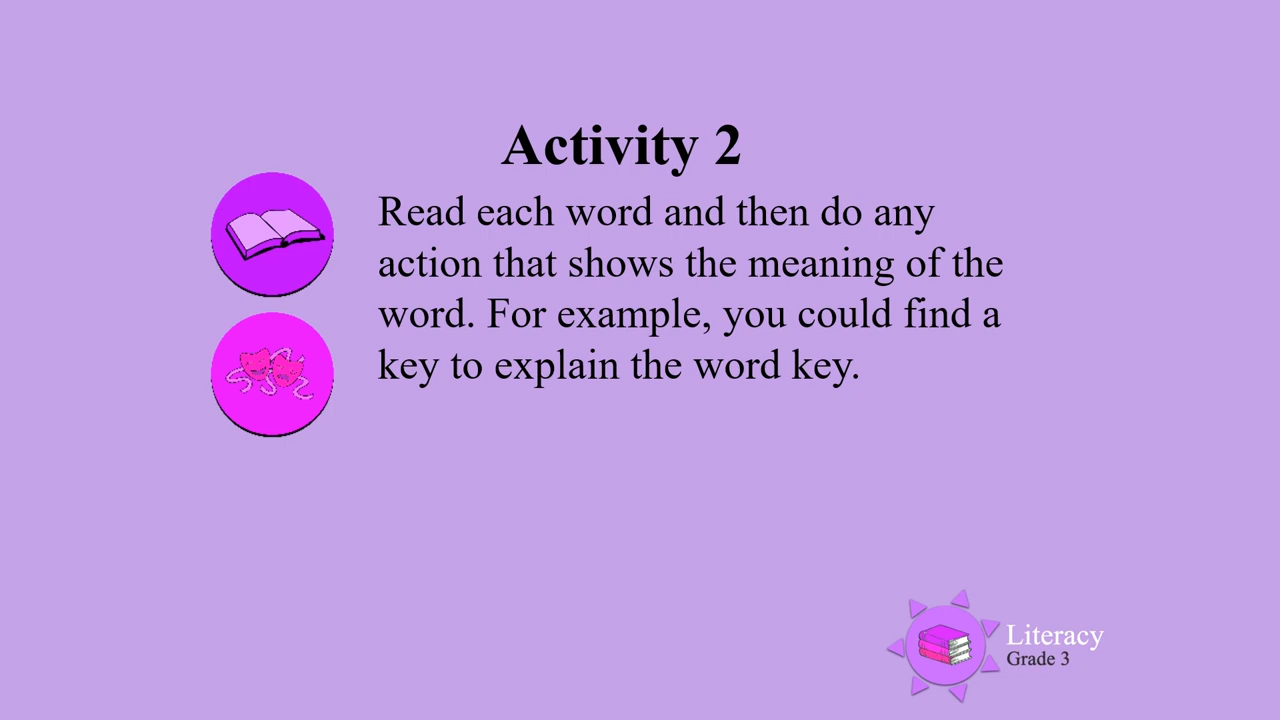 Activity 2
Read each word and then do any
action that shows the meaning of the
word. For example, you could find a
key to explain the word key.
Literacy
Grade 3